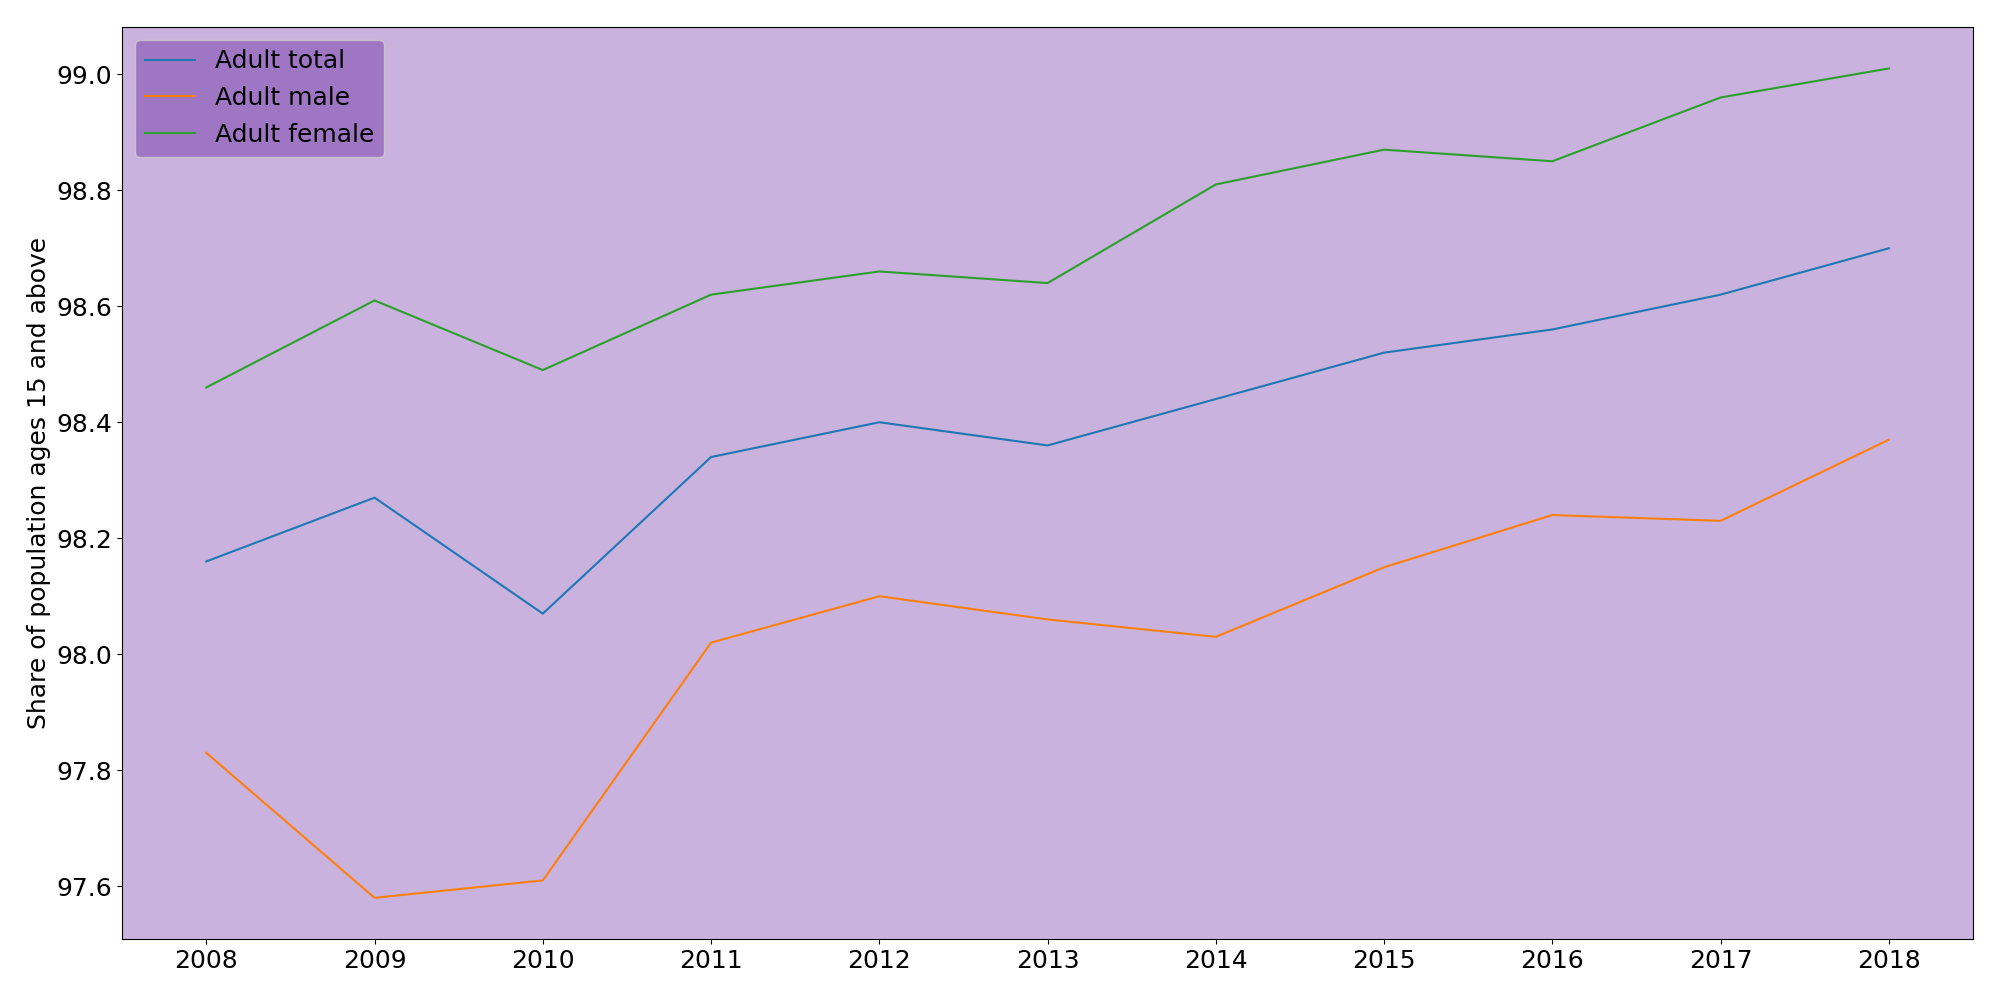 Adult total
Adult male
Adult female
Share of population ages 15 and above
99.0
98.8
98.6
98.4
98.2
98.0
97.8
97.6
2008 2009 2010 2011 2012 2013 2014 2015 2016 2017 2018